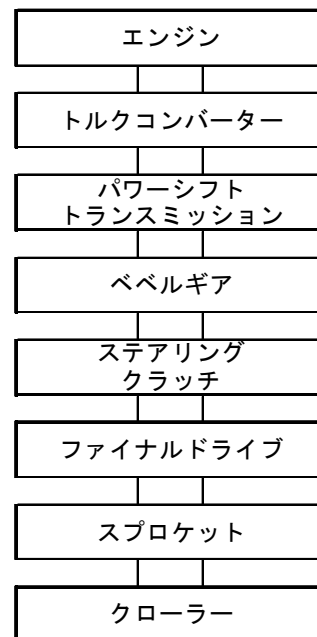 エンジン
トルクコンバーター
パワーシフト
トランスミッション
ベベルギア
ステアリング
クラッチ
ファイナルドライブ
スプロケット
クローラー